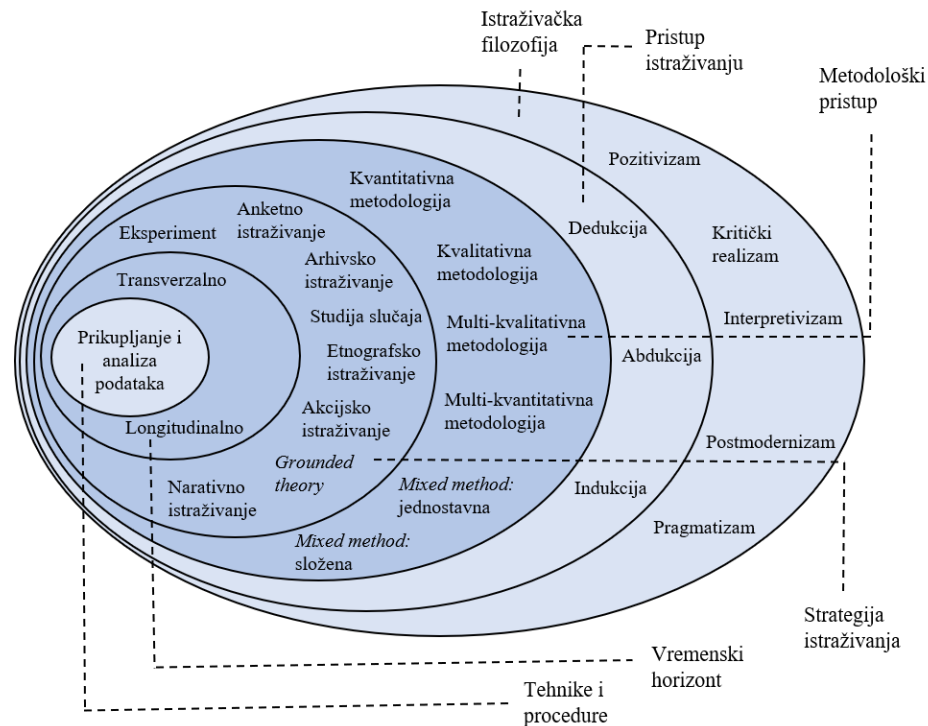 Istraživačka
filozofija
Pristup
istraživanju
Metodološki
pristup
Pozitivizam
Kritički
realizam
Interpretivizam
Postmodernizam
Pragmatizam
Dedukcija
Abdukcija
Indukcija
Kvantitativna
metodologija
Kvalitativna
metodologija
Multi-kvalitativna
metodologija
Multi-kvantitativna
metodologija
Mixed method:
jednostavna
Mixed method:
složena
Eksperiment
Anketno
istraživanje
Arhivsko
istraživanje
Studija slučaja
Etnografsko
istraživanje
Akcijsko
istraživanje
Grounded
theory
Narativno
istraživanje
Transverzalno
Longitudinalno
Prikupljanje i
analiza
podataka
Strategija
istraživanja
Vremenski
horizont
Tehnike i
procedure